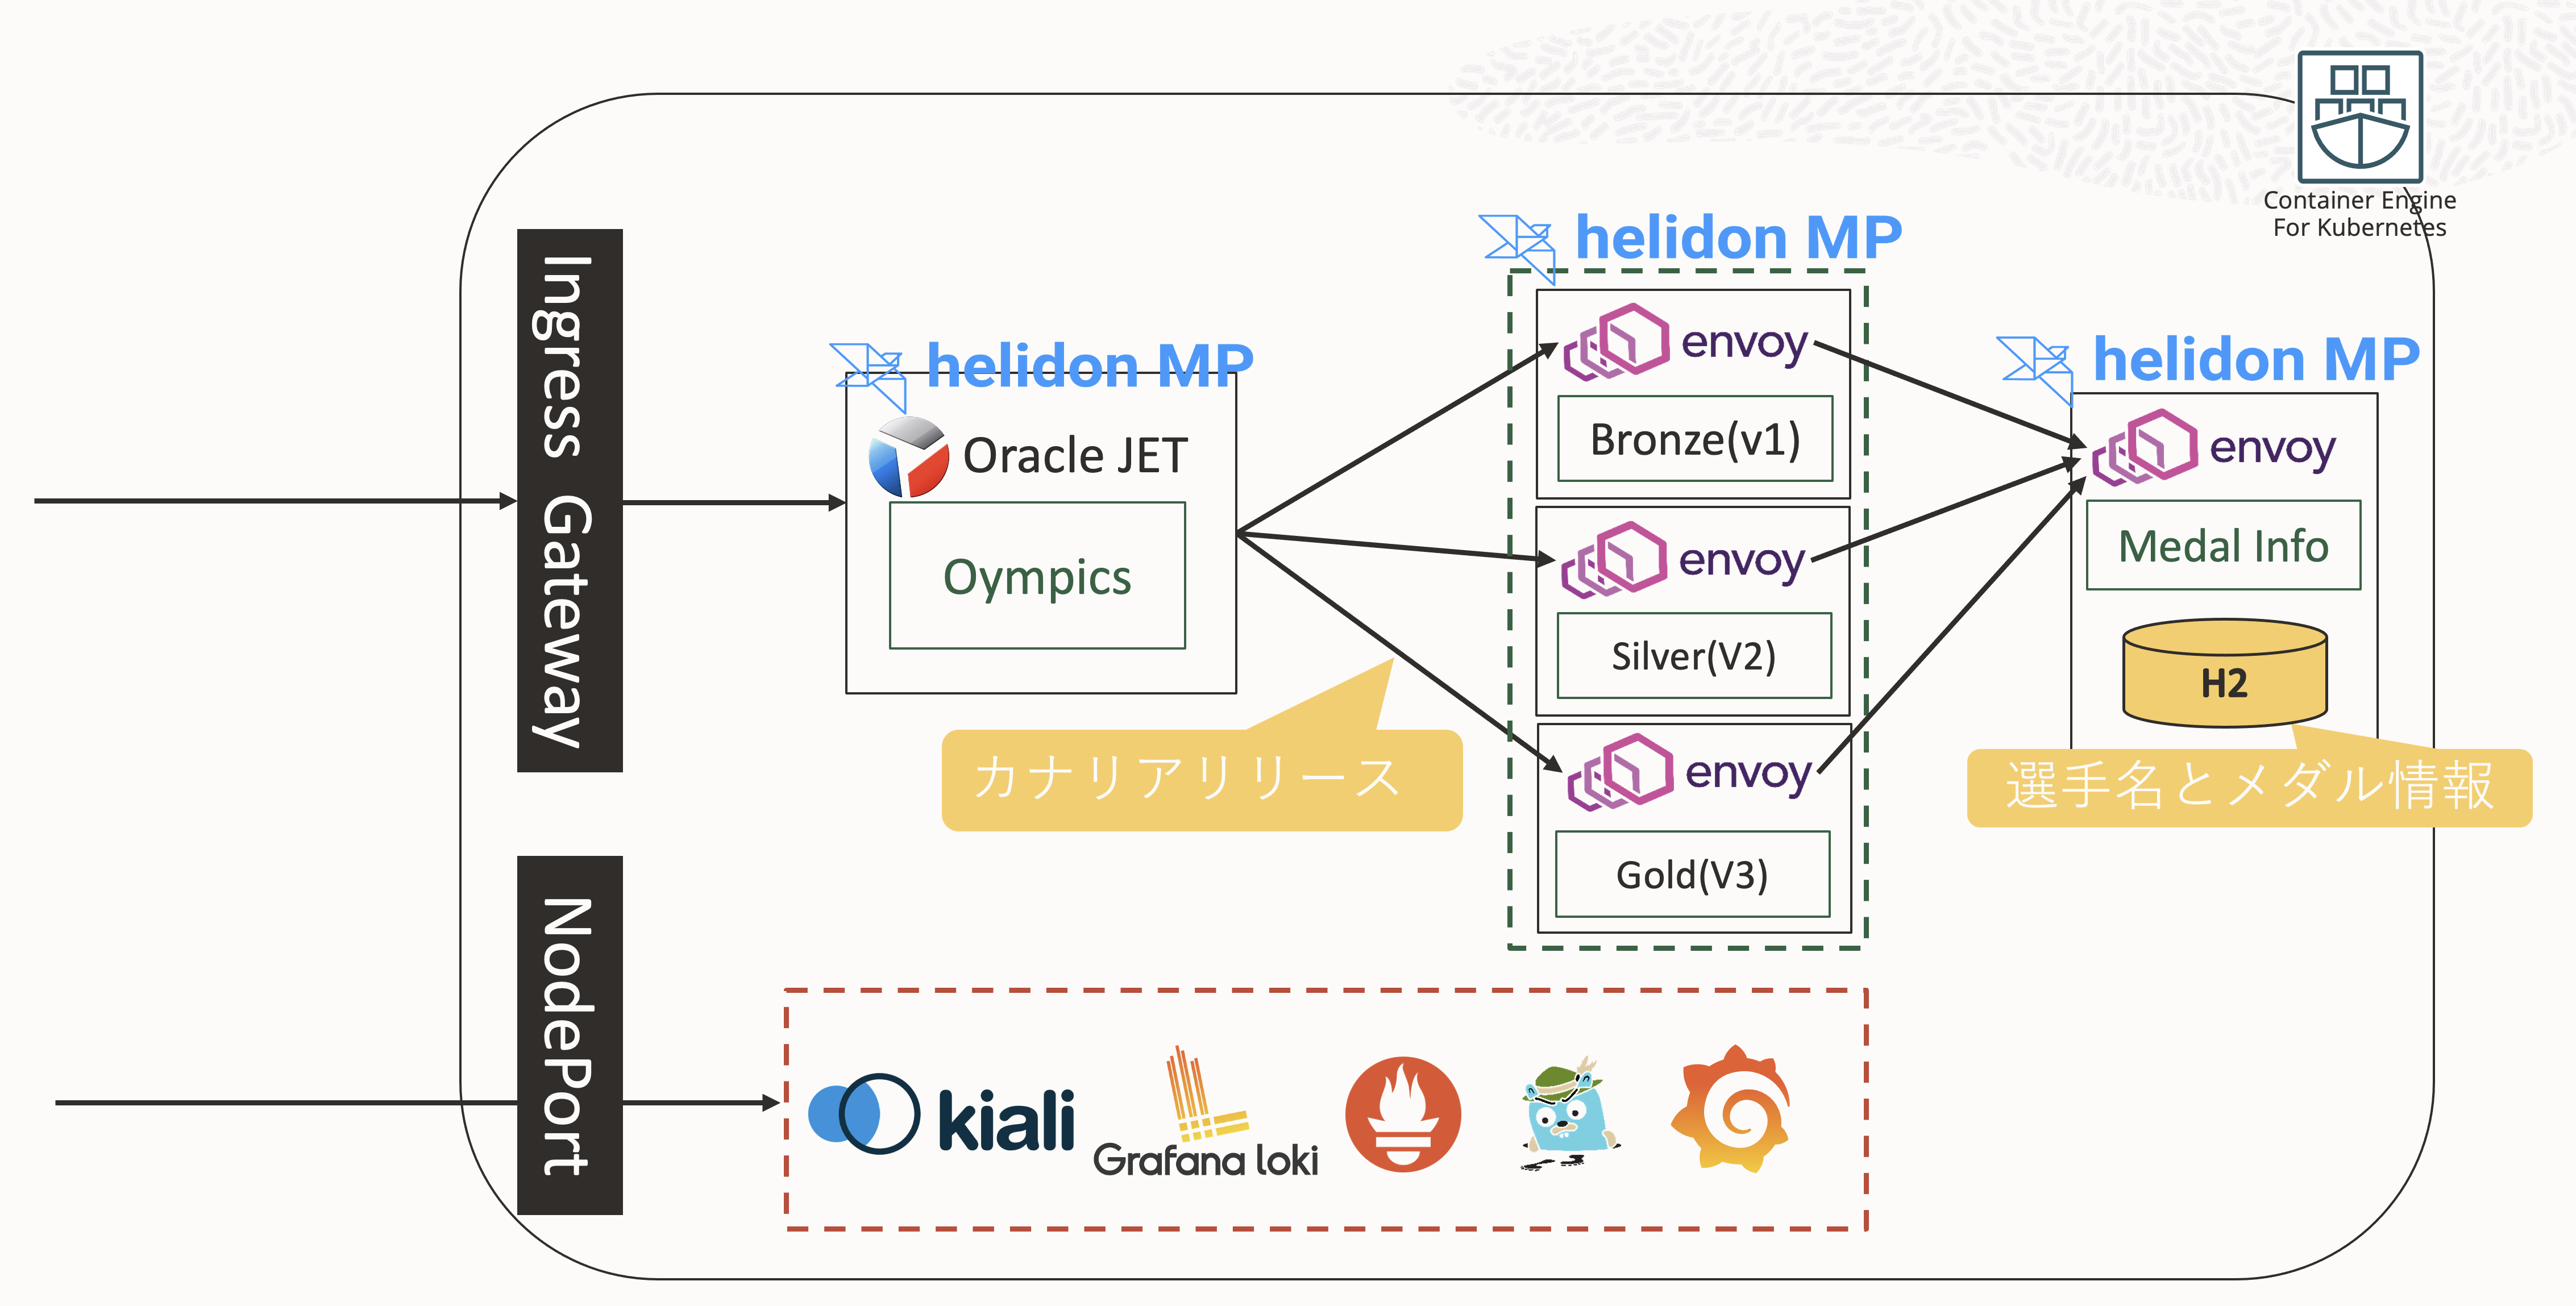 Container Engine
For Kubernetes
Ingress Gateway
helidon MP
Oracle JET
Oympics
カナリアリリース
helidon MP
envoy
Bronze(v1)
envoy
Silver(V2)
envoy
Gold(V3)
helidon MP
envoy
Medal Info
H2
選手名とメダル情報
NodePort
kiali
Grafana loki